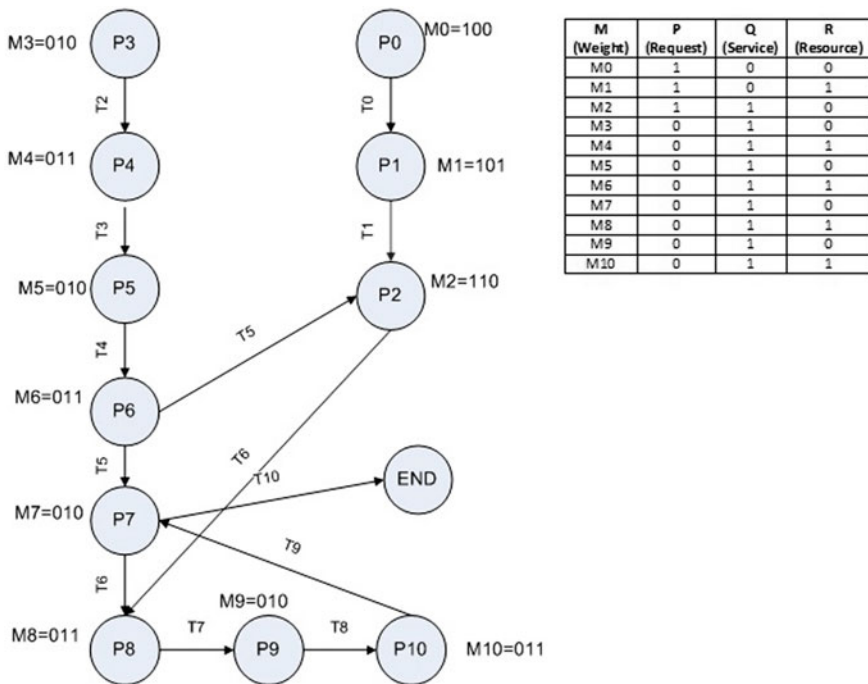 M3=010
P3
P0
M0=100
T2
T0
M4=011
P4
P1
M1=101
T3
T1
M5=010
P5
P2
M2=110
T4
T5
M6=011
P6
T5
T6
T10
END
M7=010
P7
T6
T9
M8=011
P8
T7
M9=010
P9
T8
P10
M10=011
M P Q R
(Weight) (Request) (Service) (Resource)
M0 1 0 0
M1 1 0 1
M2 1 1 0
M3 0 1 0
M4 0 1 1
M5 0 1 0
M6 0 1 1
M7 0 1 0
M8 0 1 1
M9 0 1 0
M10 0 1 1